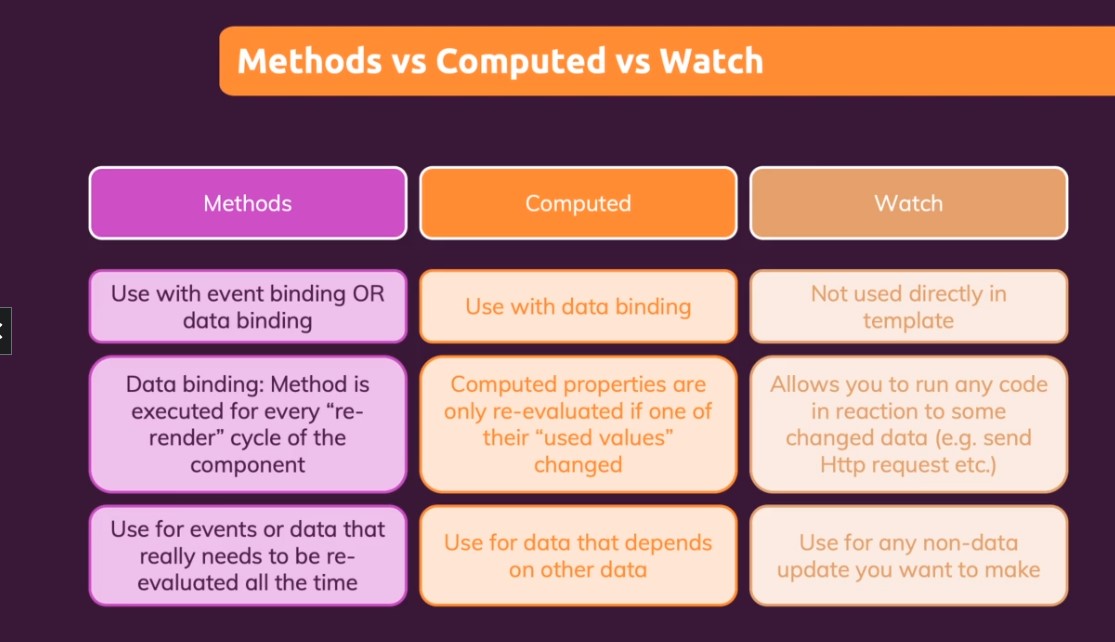 Methods vs Computed vs Watch
Methods
Computed
Watch
Use with event binding OR
data binding
Use with data binding
Not used directly in
template
Data binding: Method is
executed for every “re-
render” cycle of the
component
Computed properties are
only re-evaluated if one of
their “used values”
changed
Allows you to run any code
in reaction to some
changed data (e.g. send
Http request etc.)
Use for events or data that
really needs to be re-
evaluated all the time
Use for data that depends
on other data
Use for any non-data
update you want to make